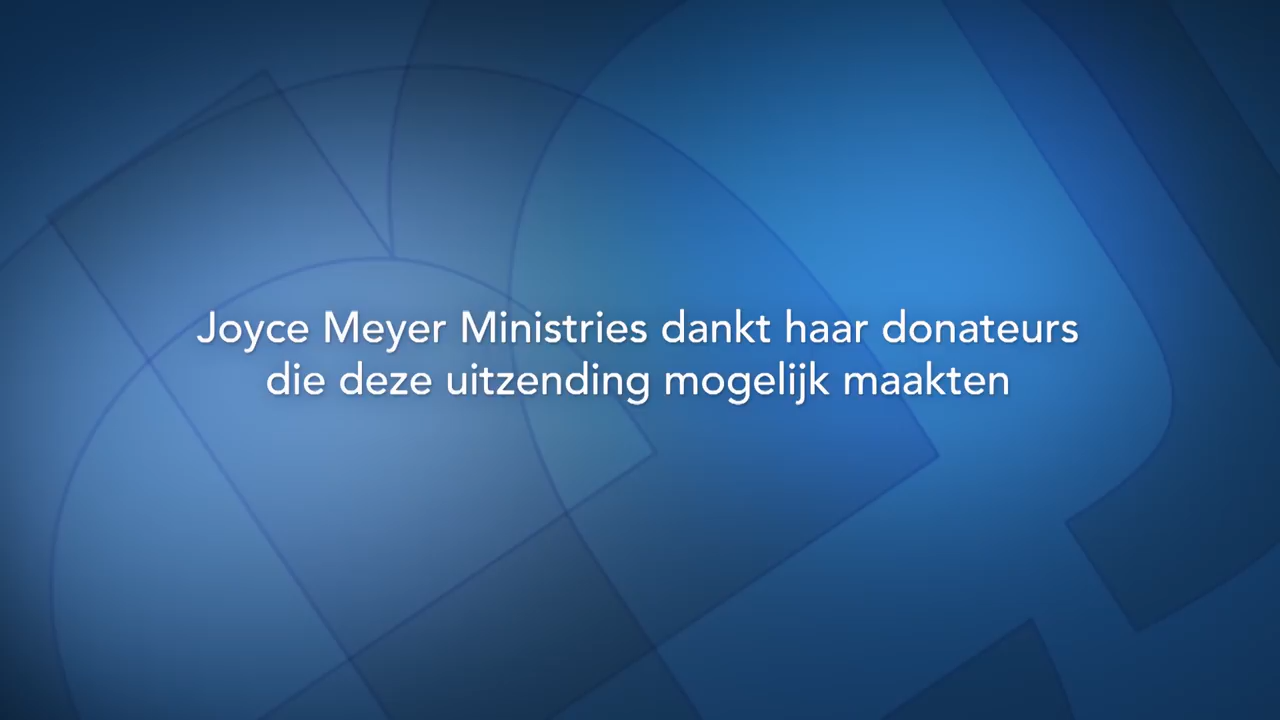 Joyce Meyer Ministries dankt haar donateurs
die deze uitzending mogelijk maakten